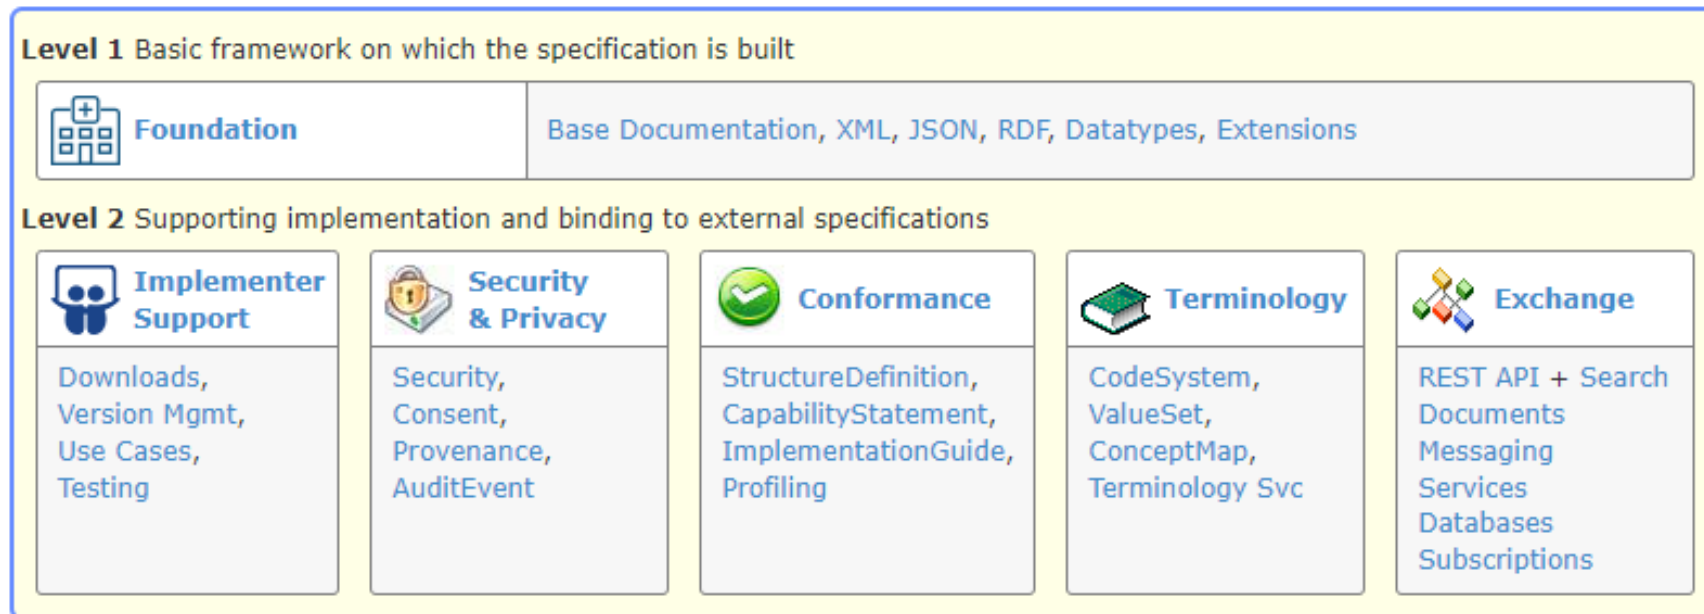 Level 1 Basic framework on which the specification is built
Foundation
Base Documentation, XML, JSON, RDF, Datatypes, Extensions
Level 2 Supporting implementation and binding to external specifications
Implementer
Support
Downloads,
Version Mgmt,
Use Cases,
Testing
Security
& Privacy
Security,
Consent,
Provenance,
AuditEvent
Conformance
StructureDefinition,
CapabilityStatement,
ImplementationGuide,
Profiling
Terminology
CodeSystem,
ValueSet,
ConceptMap,
Terminology Svc
Exchange
REST API + Search
Documents
Messaging
Services
Databases
Subscriptions